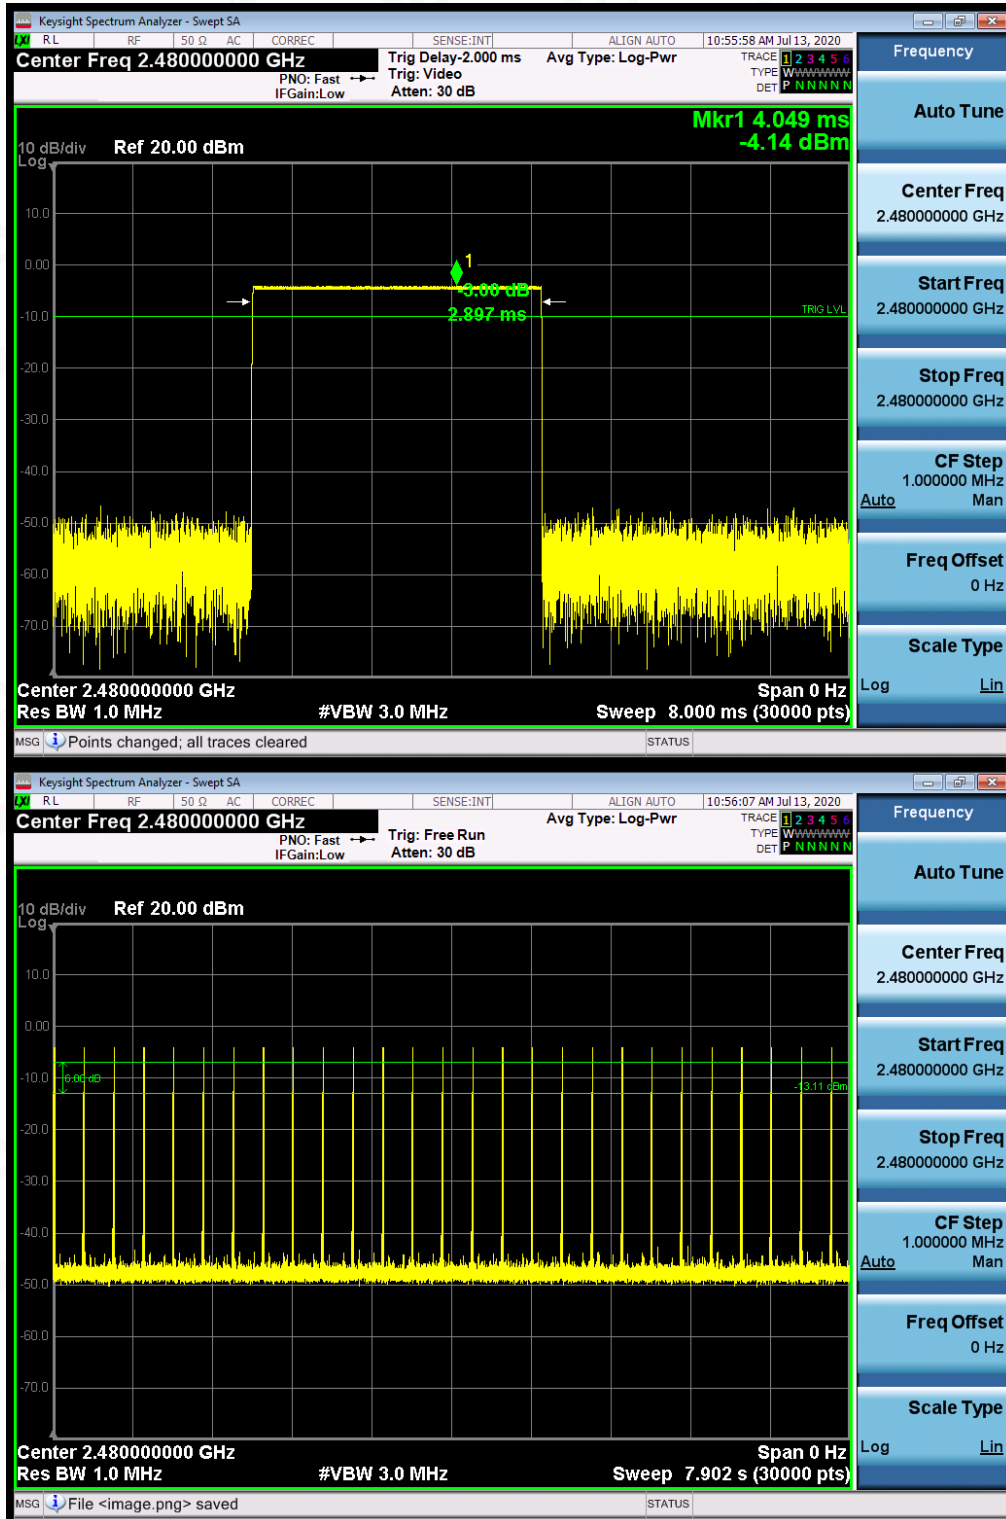 Keysight Spectrum Analyzer - Swept SA
LXI RL RF 50 Ω AC CORREC SENSE:INT ALIGN AUTO 10:55:58 AM Jul 13, 2020
Center Freq 2.480000000 GHz
PNO: Fast
IFGain:Low
Trig Delay-2.000 ms
Trig: Video
Atten: 30 dB
Avg Type: Log-Pwr
TRACE 1 2 3 4 5 6
TYPE WWWWWW
DET P N N N N N
Mkr1 4.049 ms
-4.14 dBm
10 dB/div Ref 20.00 dBm
Log
10.0
0.00
-10.0
-20.0
-30.0
-40.0
-50.0
-60.0
-70.0
1
-3.00 dB
2.897 ms
TRIG LVL
Center 2.480000000 GHz Span 0 Hz
Res BW 1.0 MHz #VBW 3.0 MHz Sweep 8.000 ms (30000 pts)
MSG Points changed; all traces cleared STATUS
Frequency
Auto Tune
Center Freq
2.480000000 GHz
Start Freq
2.480000000 GHz
Stop Freq
2.480000000 GHz
CF Step
1.000000 MHz
Auto Man
Freq Offset
0 Hz
Scale Type
Log Lin
Keysight Spectrum Analyzer - Swept SA
LXI RL RF 50 Ω AC CORREC SENSE:INT ALIGN AUTO 10:56:07 AM Jul 13, 2020
Center Freq 2.480000000 GHz
PNO: Fast
IFGain:Low
Trig: Free Run
Atten: 30 dB
Avg Type: Log-Pwr
TRACE 1 2 3 4 5 6
TYPE WWWWWW
DET P N N N N N
10 dB/div Ref 20.00 dBm
Log
10.0
0.00
-10.0
-20.0
-30.0
-40.0
-50.0
-60.0
-70.0
6.00 dB
-13.11 dBm
Center 2.480000000 GHz Span 0 Hz
Res BW 1.0 MHz #VBW 3.0 MHz Sweep 7.902 s (30000 pts)
MSG File <image.png> saved STATUS
Frequency
Auto Tune
Center Freq
2.480000000 GHz
Start Freq
2.480000000 GHz
Stop Freq
2.480000000 GHz
CF Step
1.000000 MHz
Auto Man
Freq Offset
0 Hz
Scale Type
Log Lin